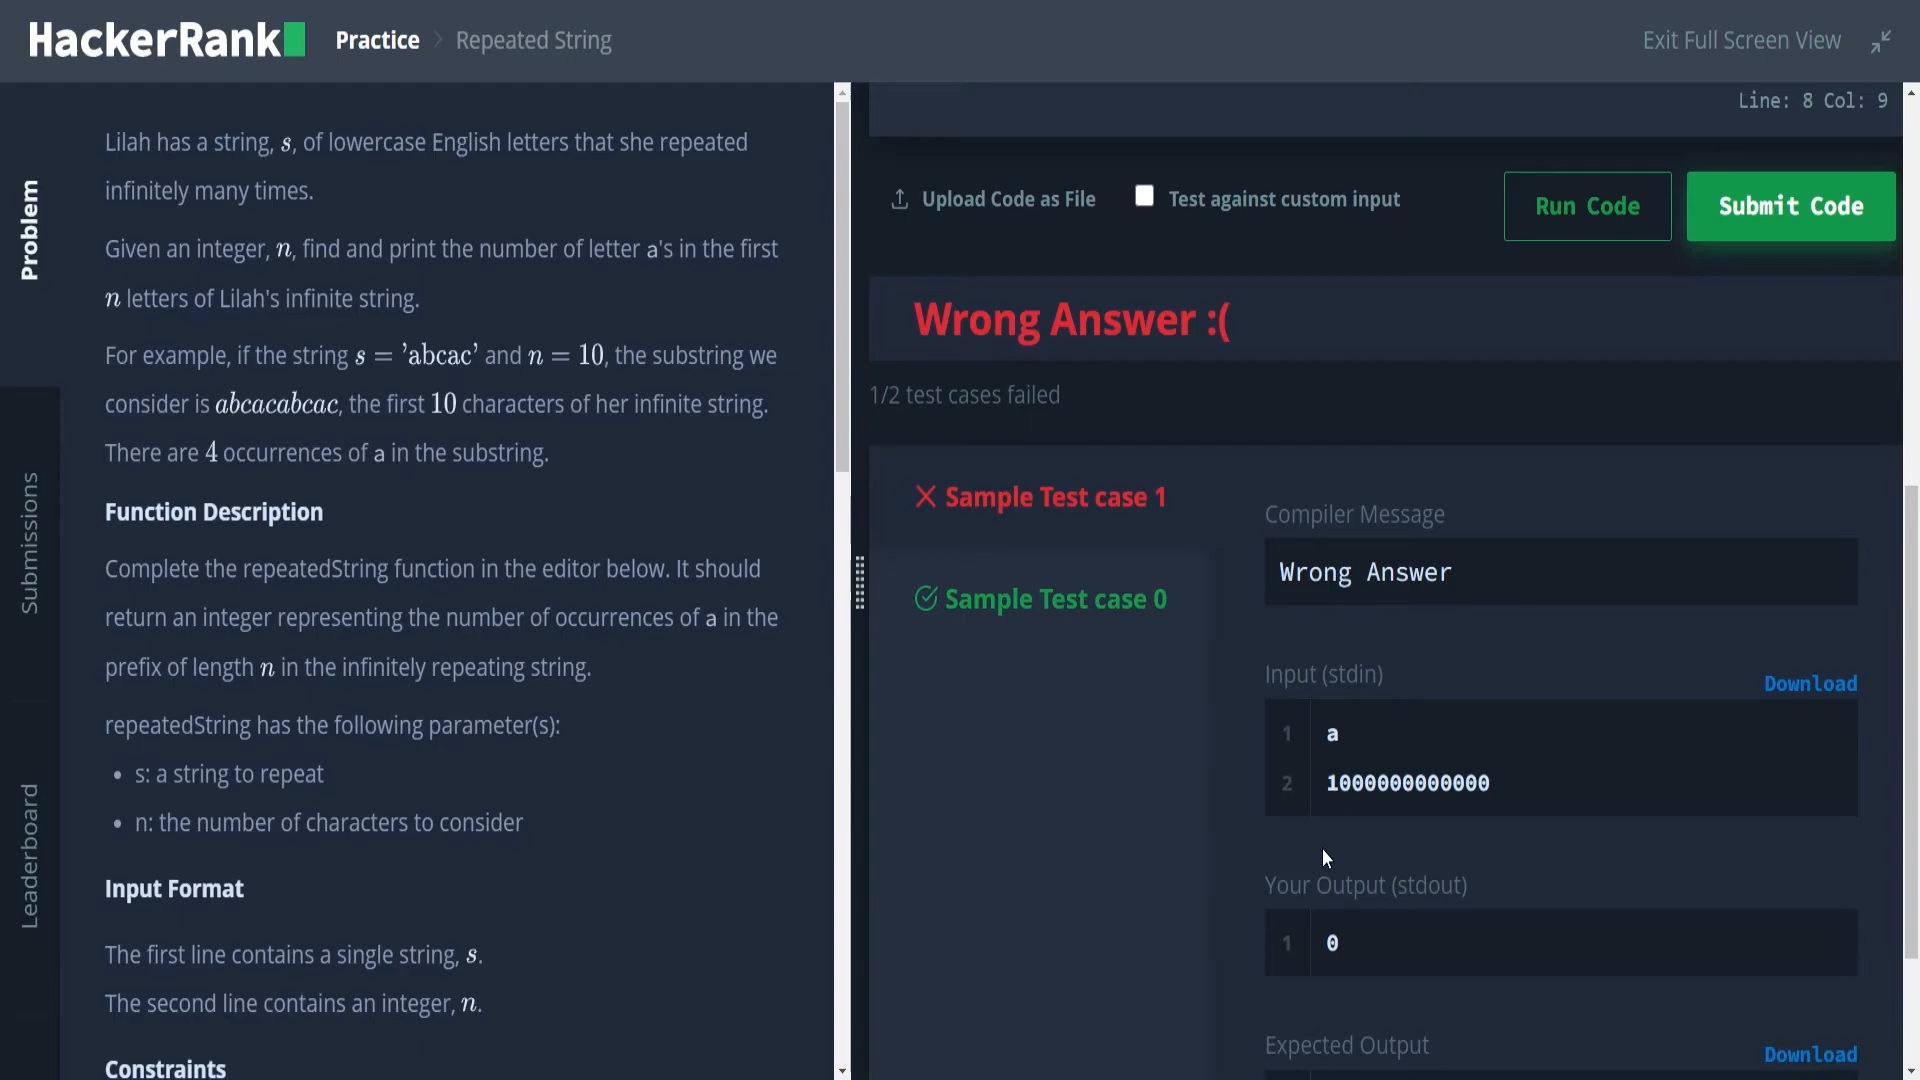 HackerRank
Practice
Repeated String
Exit Full Screen View
Problem
Submissions
Leaderboard
Lilah has a string, s, of lowercase English letters that she repeated
infinitely many times.
Given an integer, n, find and print the number of letter a's in the first
n letters of Lilah's infinite string.
For example, if the string s = 'abcac' and n = 10, the substring we
consider is abcacabcac, the first 10 characters of her infinite string.
There are 4 occurrences of a in the substring.
Function Description
Complete the repeatedString function in the editor below. It should
return an integer representing the number of occurrences of a in the
prefix of length n in the infinitely repeating string.
repeatedString has the following parameter(s):
• s: a string to repeat
• n: the number of characters to consider
Input Format
The first line contains a single string, s.
The second line contains an integer, n.
Constraints
Line: 8 Col: 9
Upload Code as File
Test against custom input
Run Code
Submit Code
Wrong Answer :(
1/2 test cases failed
Sample Test case 1
Sample Test case 0
Compiler Message
Wrong Answer
Input (stdin)
Download
1 a
2 1000000000000
Your Output (stdout)
1 0
Expected Output
Download